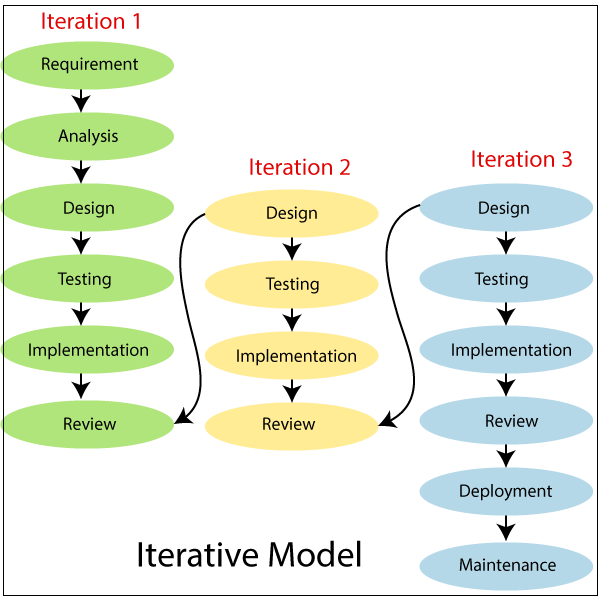 Iteration 1
Requirement
Analysis
Design
Testing
Implementation
Review
Iteration 2
Design
Testing
Implementation
Review
Iteration 3
Design
Testing
Implementation
Review
Deployment
Maintenance
Iterative Model